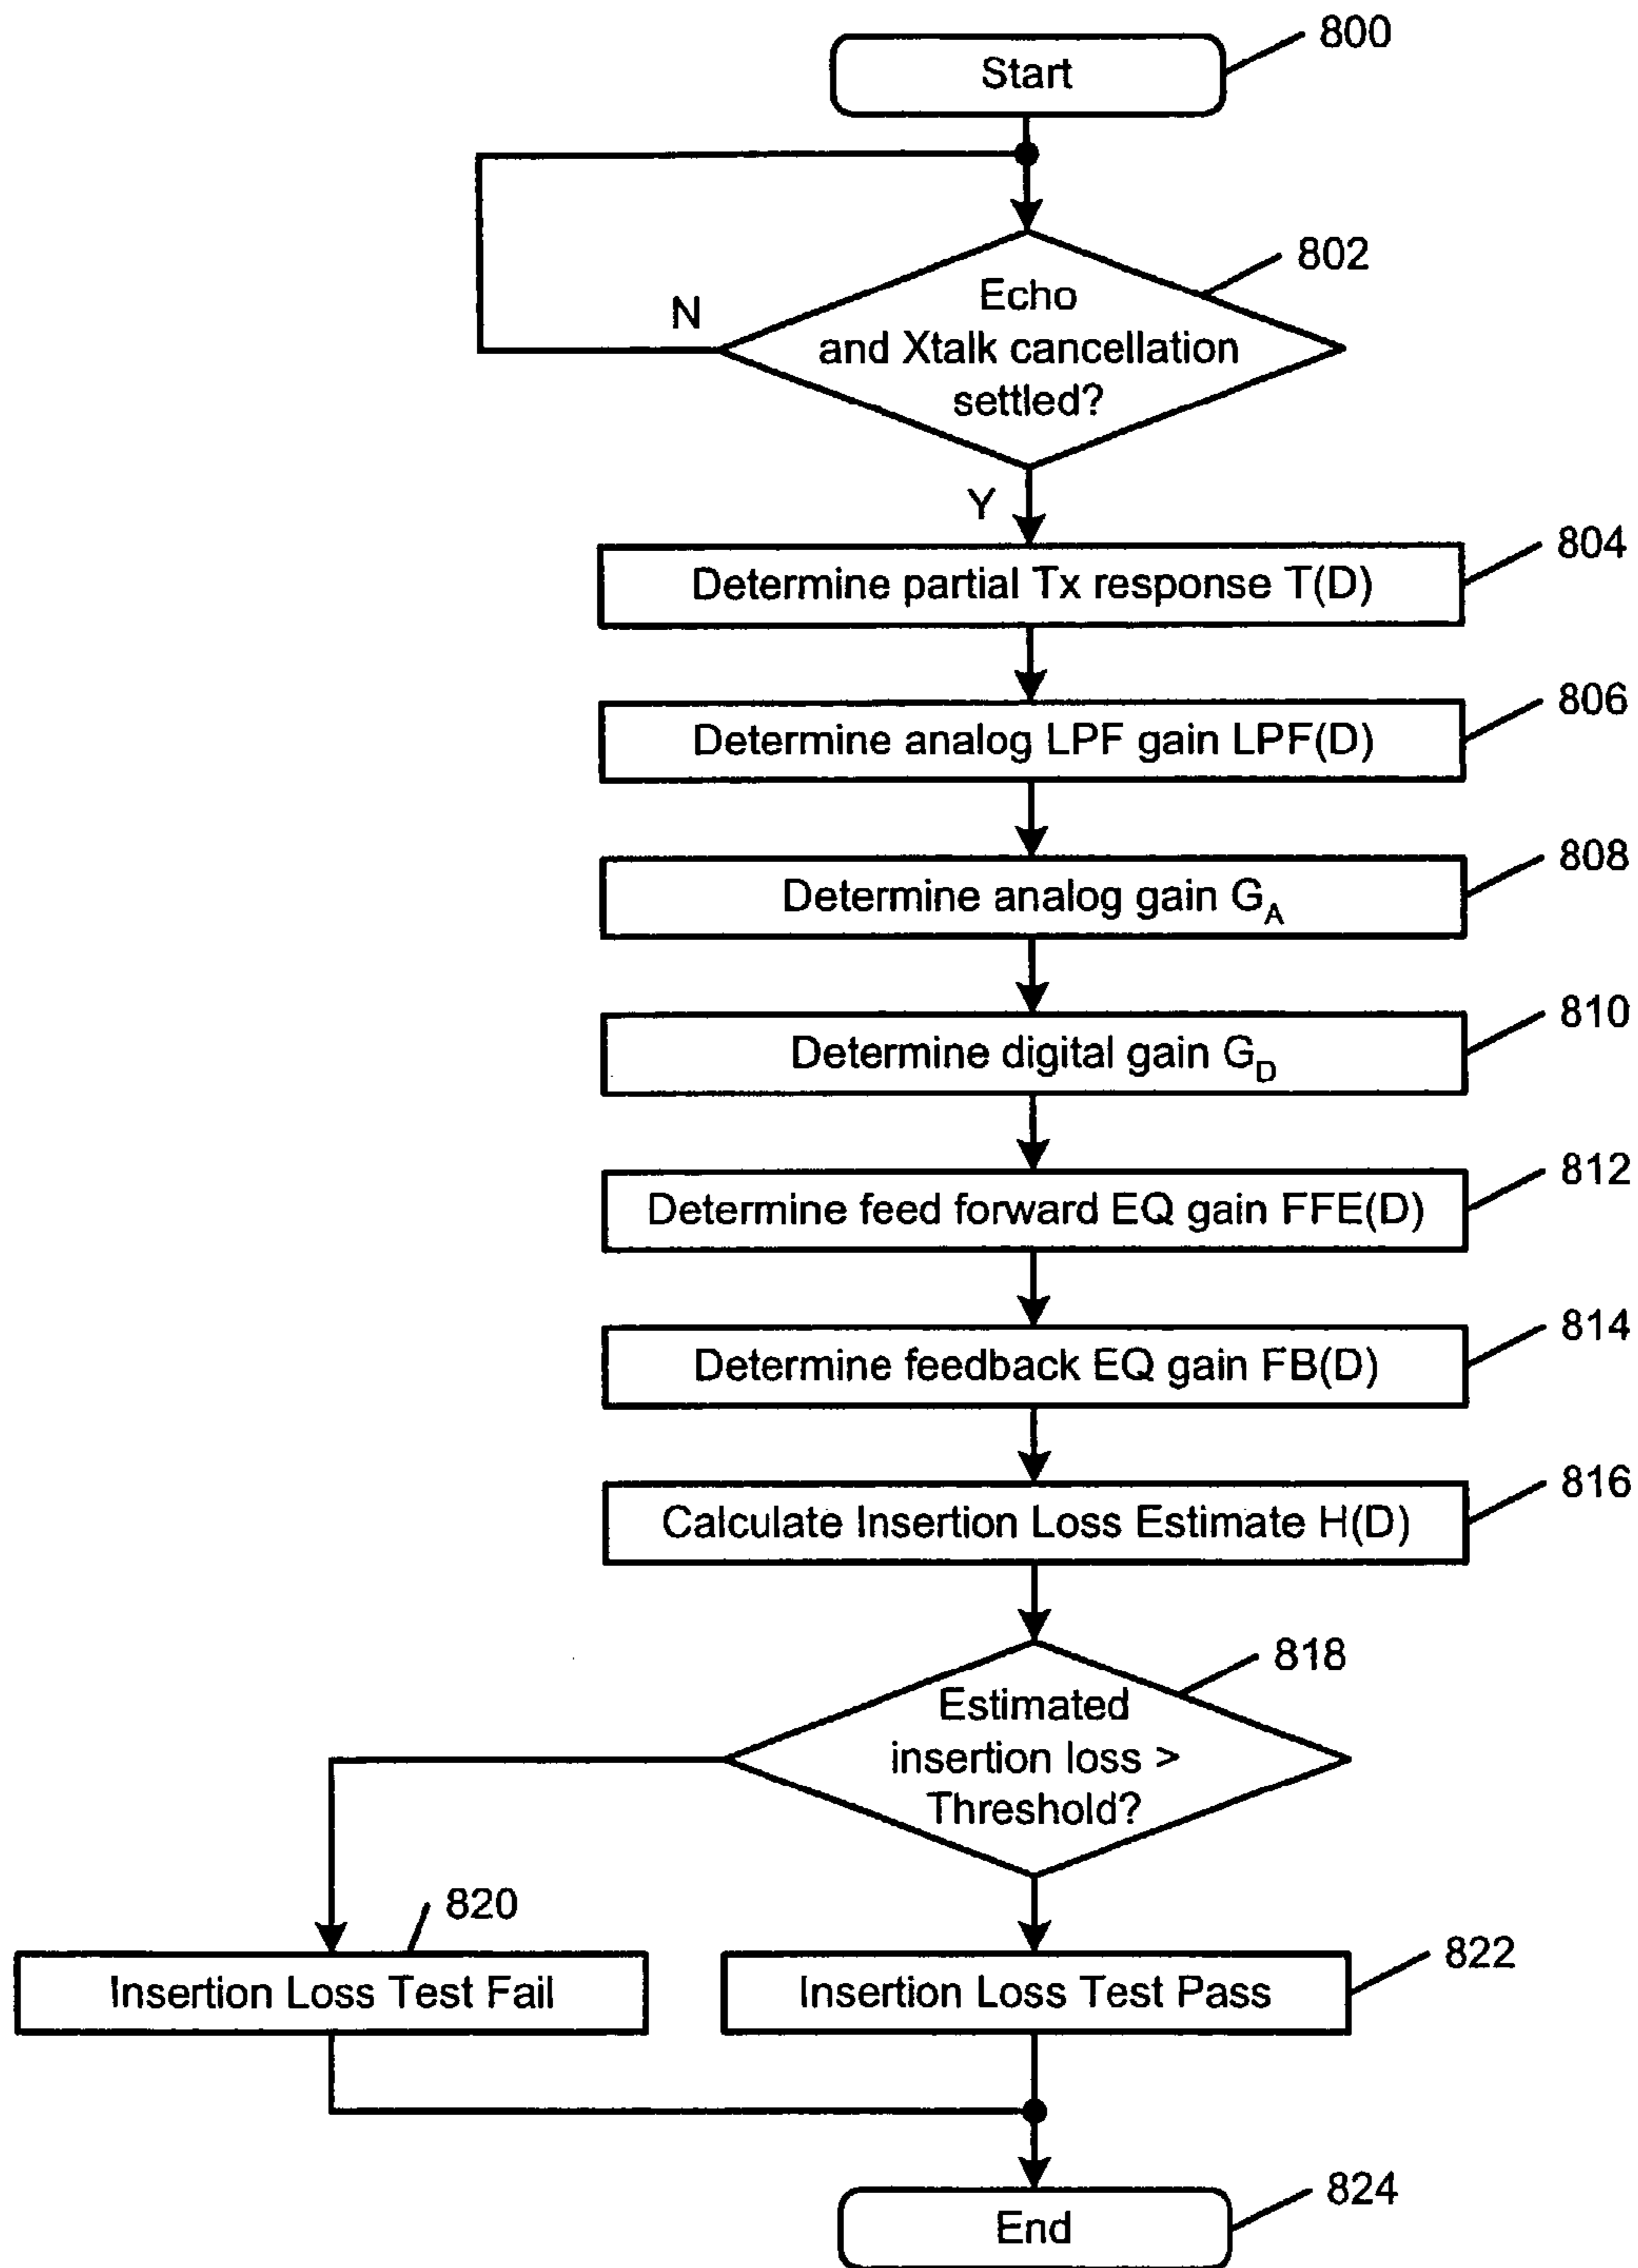 800
Start
802
Echo
and Xtalk cancellation
settled?
N
Y
804
Determine partial Tx response T(D)
806
Determine analog LPF gain LPF(D)
808
Determine analog gain G_A
810
Determine digital gain G_D
812
Determine feed forward EQ gain FFE(D)
814
Determine feedback EQ gain FB(D)
816
Calculate Insertion Loss Estimate H(D)
818
Estimated
insertion loss >
Threshold?
820
Insertion Loss Test Fail
822
Insertion Loss Test Pass
824
End